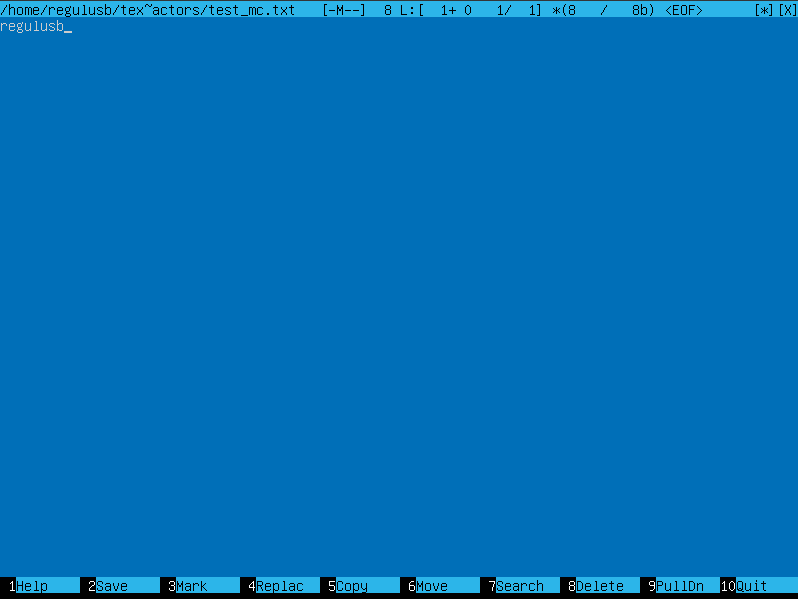 /home/regulusb/tex~actors/test_mc.txt   [-M--]  8 L:[  1+ 0   1/  1] *(8   /   8b) <EOF>      [*][X]
regulusb_
1Help 2Save 3Mark 4Replac 5Copy 6Move 7Search 8Delete 9PullDn 10Quit